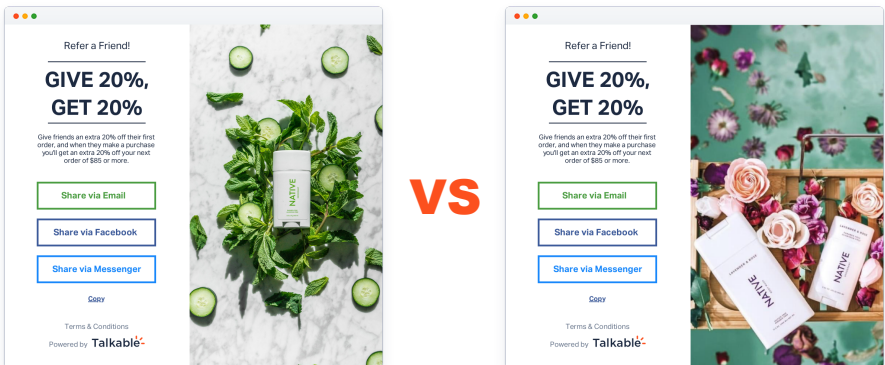 Refer a Friend!
GIVE 20%,
GET 20%
Give friends an extra 20% off their first
order, and when they make a purchase
you'll get an extra 20% off your next
order of $85 or more.
Share via Email
Share via Facebook
Share via Messenger
Copy
Terms & Conditions
Powered by Talkable
NATIVE
VS
Refer a Friend!
GIVE 20%,
GET 20%
Give friends an extra 20% off their first
order, and when they make a purchase
you'll get an extra 20% off your next
order of $85 or more.
Share via Email
Share via Facebook
Share via Messenger
Copy
Terms & Conditions
Powered by Talkable
LAVENDER & ROSE
NATIVE
LAVENDER & ROSE
NATIVE